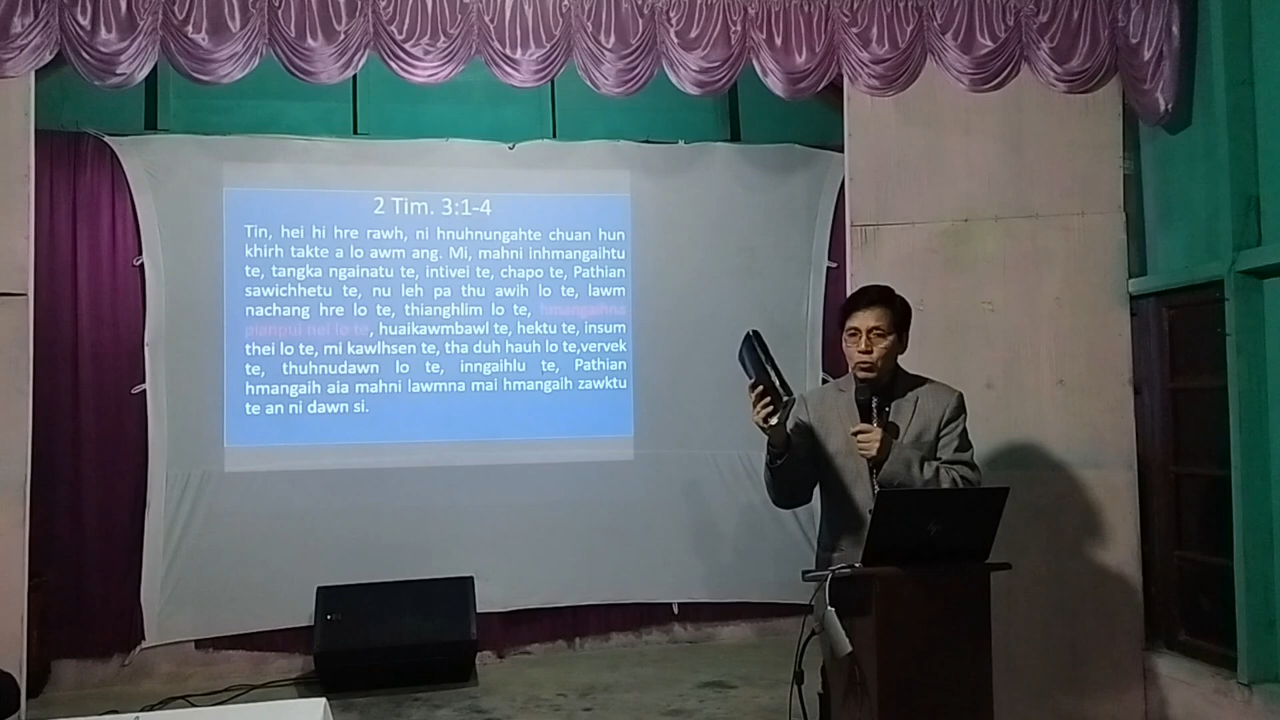 2 Tim. 3:1-4
Tin, hei hi hre rawh, ni hnuhnungahte chuan hun
khirh takte a lo awm ang. Mi, mahni inhmangaihtu
te, tangka ngainatu te, intivei te, chapo te, Pathian
sawichhetu te, nu leh pa thu awih lo te, lawm
nachang hre lo te, thianghlim lo te, hmangaihna
pianpui nei lo te, huaikawmbawl te, hektu te, insum
thei lo te, mi kawlhsen te, tha duh hauh lo te,vervek
te, thuhnudawn lo te, inngaihlu te, Pathian
hmangaih aia mahni lawmna mai hmangaih zawktu
te an ni dawn si.
hp